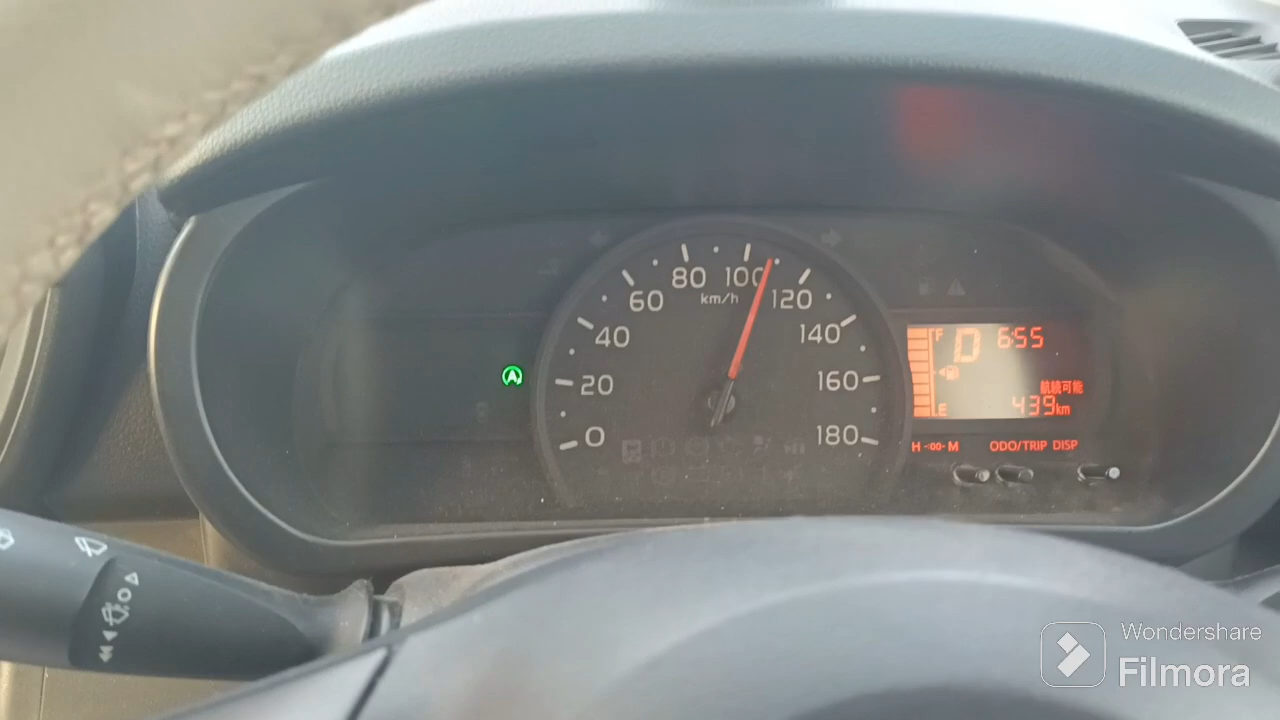 80 100
60 km/h 120
40 140
20 160
0 180
F D 6:55
航続可能
E 439km
H -:00- M ODO/TRIP DISP
Wondershare
Filmora